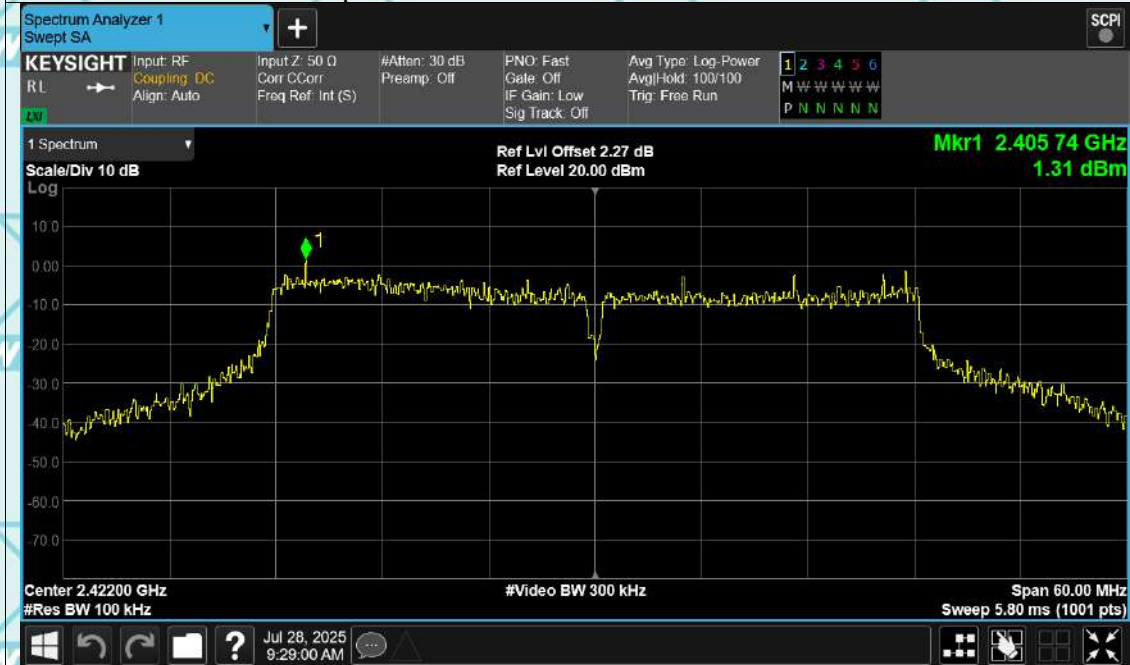 Spectrum Analyzer 1
Swept SA
+
SCPI
KEYSIGHT
RL
LXI
Input: RF
Coupling: DC
Align: Auto
Input Z: 50 Ω
Corr CCorr
Freq Ref: Int (S)
#Atten: 30 dB
Preamp: Off
PNO: Fast
Gate: Off
IF Gain: Low
Sig Track: Off
Avg Type: Log-Power
Avg|Hold: 100/100
Trig: Free Run
1 2 3 4 5 6
M W W W W W
P N N N N N
1 Spectrum
Scale/Div 10 dB
Ref Lvl Offset 2.27 dB
Ref Level 20.00 dBm
Mkr1 2.405 74 GHz
1.31 dBm
Log
10.0
0.00
-10.0
-20.0
-30.0
-40.0
-50.0
-60.0
-70.0
1
Center 2.42200 GHz
#Res BW 100 kHz
#Video BW 300 kHz
Span 60.00 MHz
Sweep 5.80 ms (1001 pts)
?
Jul 28, 2025
9:29:00 AM